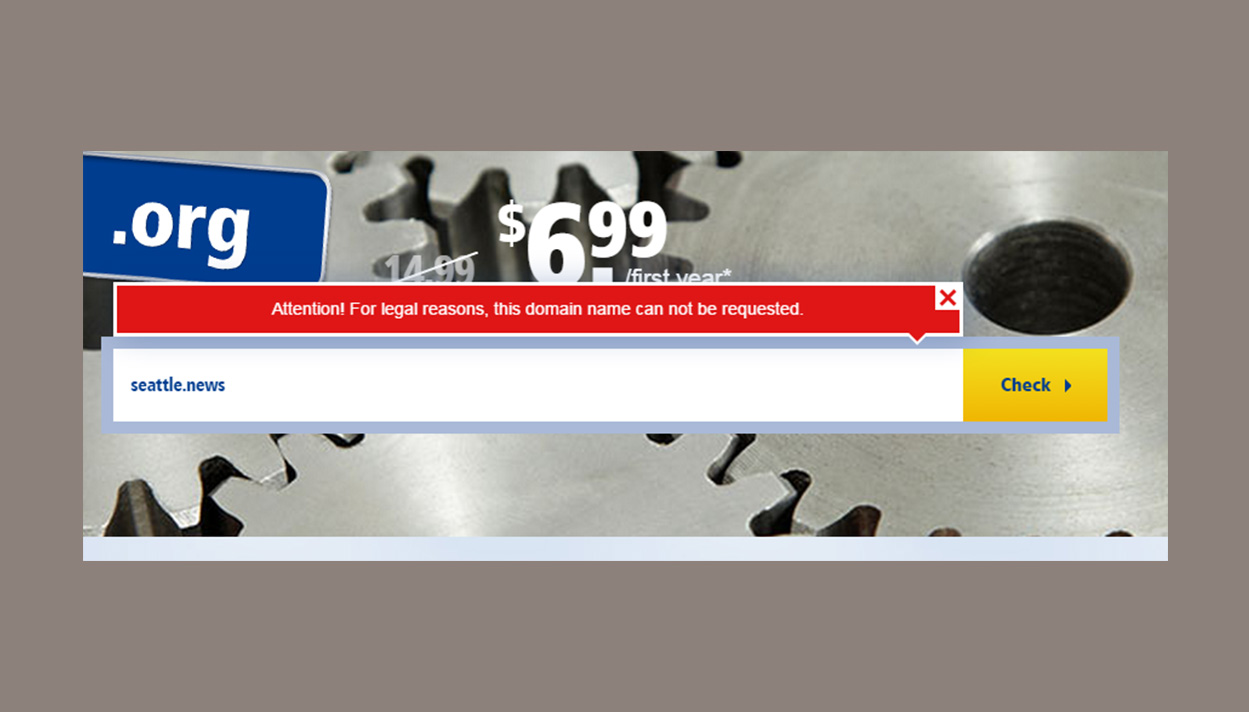 .org
$6.99
14.99
/first year*
Attention! For legal reasons, this domain name can not be requested.
seattle.news
Check